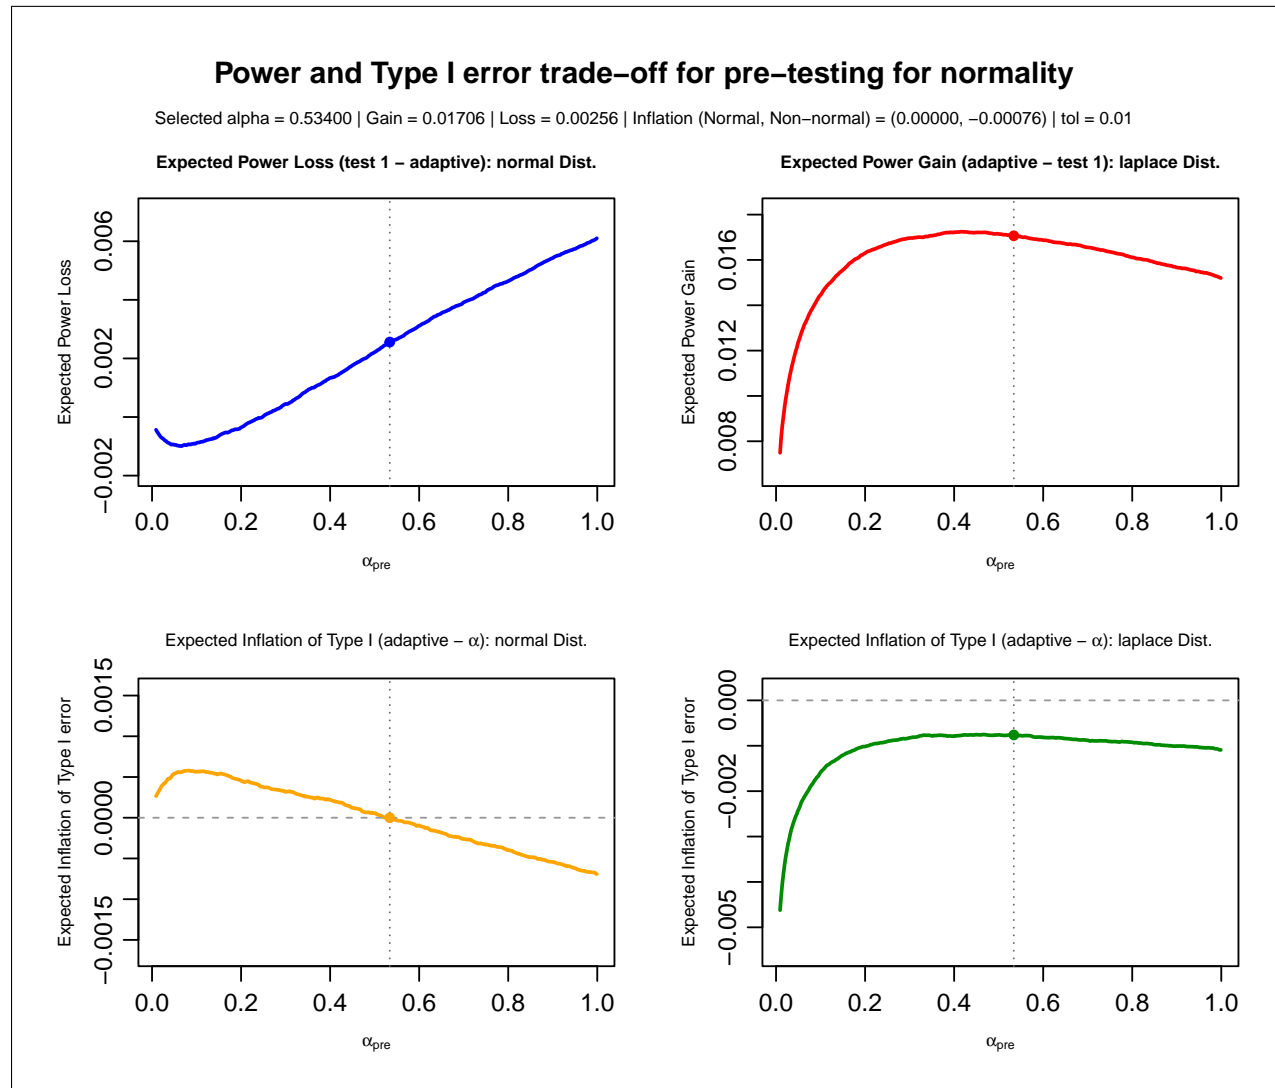 Power and Type I error trade−off for pre−testing for normality
Selected alpha = 0.53400 | Gain = 0.01706 | Loss = 0.00256 | Inflation (Normal, Non−normal) = (0.00000, −0.00076) | tol = 0.01
Expected Power Loss (test 1 − adaptive): normal Dist.
Expected Power Loss
0.006
0.002
−0.002
0.0 0.2 0.4 0.6 0.8 1.0
αpre
Expected Power Gain (adaptive − test 1): laplace Dist.
Expected Power Gain
0.016
0.012
0.008
0.0 0.2 0.4 0.6 0.8 1.0
αpre
Expected Inflation of Type I (adaptive − α): normal Dist.
Expected Inflation of Type I error
0.0015
0.0000
−0.0015
0.0 0.2 0.4 0.6 0.8 1.0
αpre
Expected Inflation of Type I (adaptive − α): laplace Dist.
Expected Inflation of Type I error
0.000
−0.002
−0.005
0.0 0.2 0.4 0.6 0.8 1.0
αpre